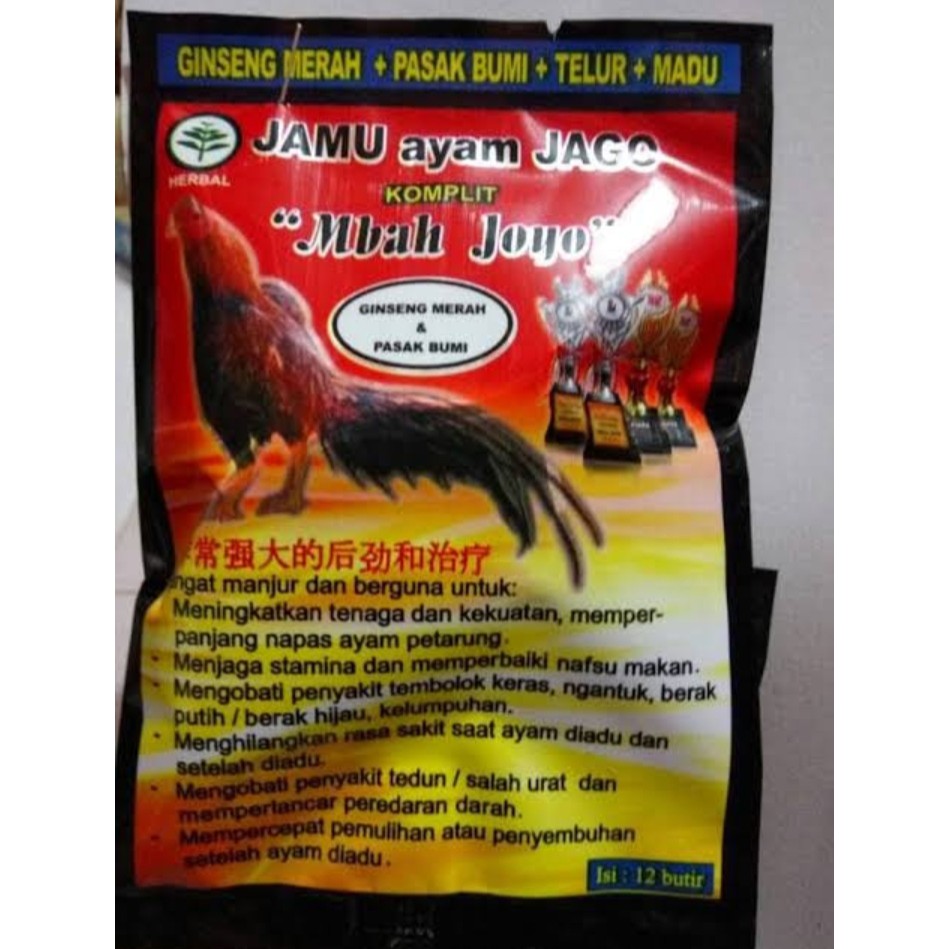 GINSENG MERAH + PASAK BUMI + TELUR + MADU
JAMU ayam JAGO
HERBAL
KOMPLIT
"Mbah Joyo"
GINSENG MERAH
&
PASAK BUMI
常强大的后劲和治疗
manjur dan berguna untuk:
Meningkatkan tenaga dan kekuatan, memper-
panjang napas ayam petarung.
- Menjaga stamina dan memperbaiki nafsu makan.
- Mengobati penyakit tembolok keras, ngantuk, berak
putih / berak hijau, kelumpuhan.
- Menghilangkan rasa sakit saat ayam diadu dan
setelah diadu.
- Mengobati penyakit tedun / salah urat dan
memperlancar peredaran darah.
- Mempercepat pemulihan atau penyembuhan
setelah ayam diadu.
Isi : 12 butir